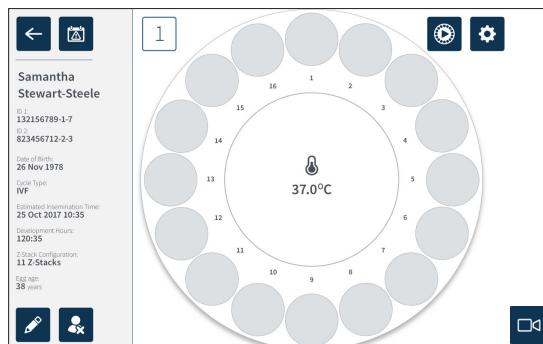 Samantha
Stewart-Steele
ID 1:
132156789-1-7
ID 2:
823456712-2-3
Date of Birth:
26 Nov 1978
Cycle Type:
IVF
Estimated Insemination Time:
25 Oct 2017 10:35
Development Hours:
120:35
Z-Stack Configuration:
11 Z-Stacks
Egg age:
38 years
1
1
2
3
4
5
6
7
8
9
10
11
12
13
14
15
16
37.0°C